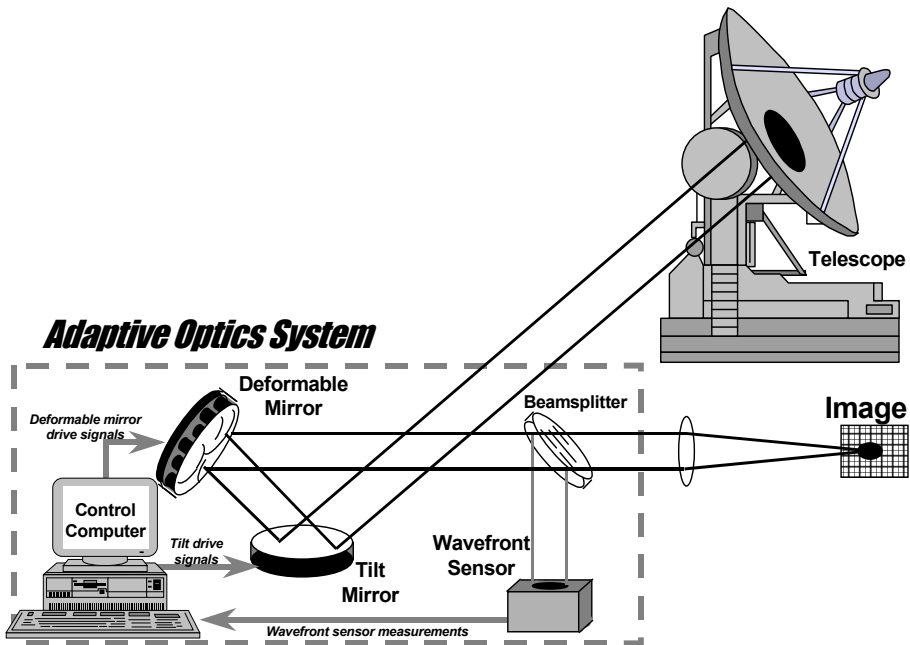 Telescope
Adaptive Optics System
Deformable
Mirror
Beamsplitter
Image
Deformable mirror
drive signals
Control
Computer
Tilt drive
signals
Tilt
Mirror
Wavefront
Sensor
Wavefront sensor measurements